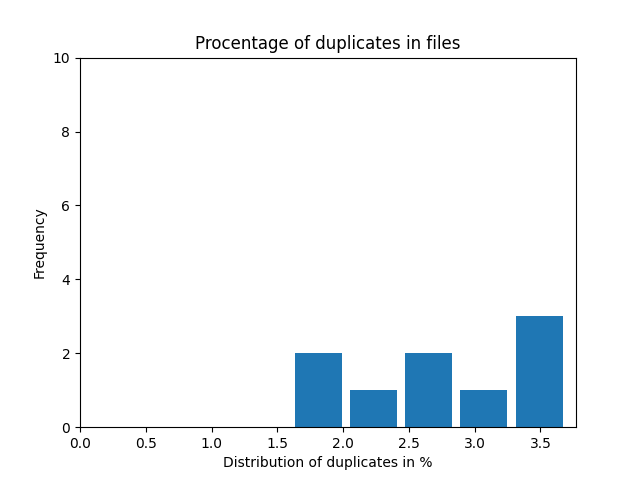 Procentage of duplicates in files
10
8
6
4
2
0
Frequency
0.0 0.5 1.0 1.5 2.0 2.5 3.0 3.5
Distribution of duplicates in %